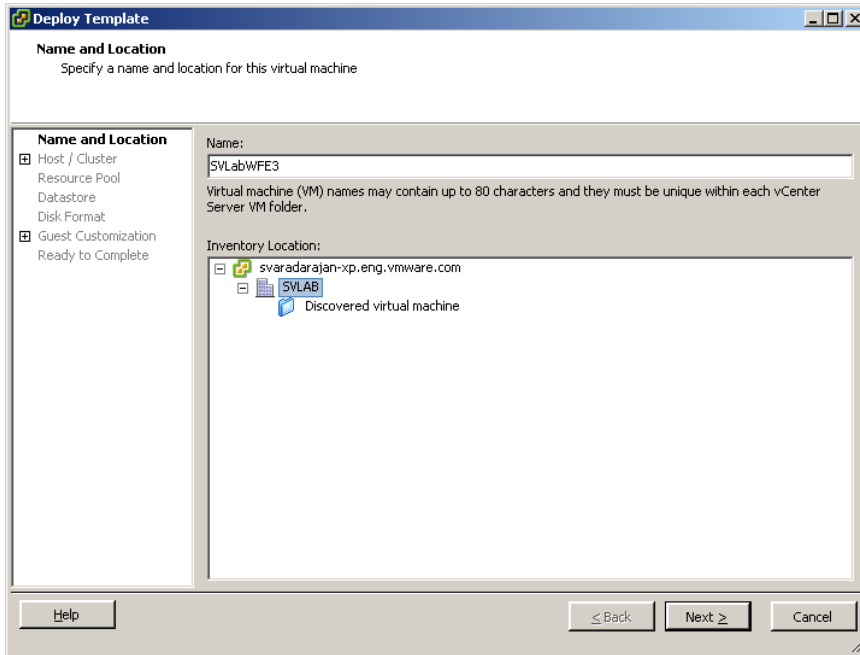 Deploy Template
Name and Location
Specify a name and location for this virtual machine
Name and Location
Host / Cluster
Resource Pool
Datastore
Disk Format
Guest Customization
Ready to Complete
Name:
SVLabWFE3
Virtual machine (VM) names may contain up to 80 characters and they must be unique within each vCenter
Server VM folder.
Inventory Location:
svaradarajan-xp.eng.vmware.com
SVLAB
Discovered virtual machine
Help
≤ Back
Next ≥
Cancel